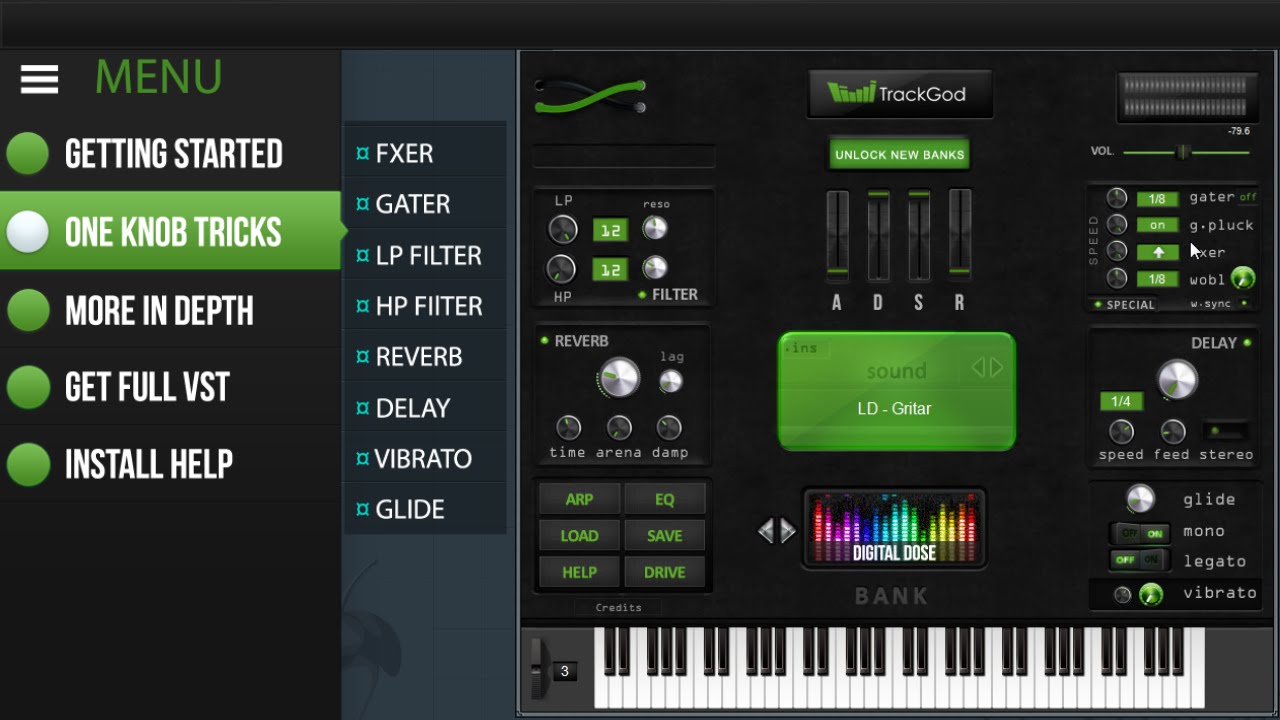 MENU
GETTING STARTED
ONE KNOB TRICKS
MORE IN DEPTH
GET FULL VST
INSTALL HELP
¤ FXER
¤ GATER
¤ LP FILTER
¤ HP FIITER
¤ REVERB
¤ DELAY
¤ VIBRATO
¤ GLIDE
TrackGod
UNLOCK NEW BANKS
-79.6
VOL.
LP
reso
12
12
HP
FILTER
A D S R
SPEED
1/8 gater off
on g.pluck
xer
1/8 wobl
SPECIAL w.sync
REVERB
lag
time arena damp
.ins
sound
LD - Gritar
DELAY
1/4
speed feed stereo
ARP EQ
LOAD SAVE
HELP DRIVE
Credits
DIGITAL DOSE
BANK
glide
OFF ON mono
OFF ON legato
vibrato
3